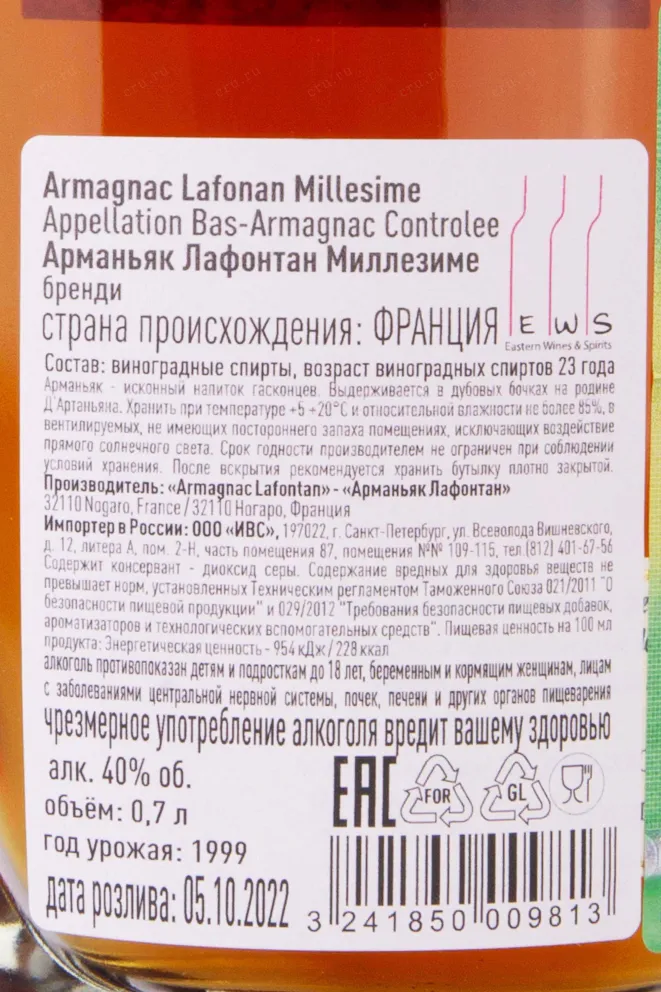 Armagnac Lafonan Millesime
Appellation Bas-Armagnac Controlee
Арманьяк Лафонтан Миллезиме
бренди
страна происхождения: ФРАНЦИЯ
E W S
Eastern Wines & Spirits
Состав: виноградные спирты, возраст виноградных спиртов 23 года
Арманьяк - исконный напиток гасконцев. Выдерживается в дубовых бочках на родине
Д'Артаньяна. Хранить при температуре +5 +20°С и относительной влажности не более 85%, в
вентилируемых, не имеющих постороннего запаха помещениях, исключающих воздействие
прямого солнечного света. Срок годности производителем не ограничен при соблюдении
условий хранения. После вскрытия рекомендуется хранить бутылку плотно закрытой.
Производитель: «Armagnac Lafontan» - «Арманьяк Лафонтан»
32110 Nogaro, France / 32110 Ногаро, Франция
Импортер в России: ООО «ИВС», 197022, г. Санкт-Петербург, ул. Всеволода Вишневского,
д. 12, литера А, пом. 2-Н, часть помещения 87, помещения №№ 109-115, тел.(812) 401-67-56
Содержит консервант - диоксид серы. Содержание вредных для здоровья веществ не
превышает норм, установленных Техническим регламентом Таможенного Союза 021/2011 "О
безопасности пищевой продукции" и 029/2012 "Требования безопасности пищевых добавок,
ароматизаторов и технологических вспомогательных средств". Пищевая ценность на 100 мл
продукта: Энергетическая ценность - 954 кДж / 228 ккал
алкоголь противопоказан детям и подросткам до 18 лет, беременным и кормящим женщинам, лицам
с заболеваниями центральной нервной системы, почек, печени и других органов пищеварения
чрезмерное употребление алкоголя вредит вашему здоровью
алк. 40% об.
EAC
FOR
GL
объём: 0,7 л
год урожая: 1999
дата розлива: 05.10.2022
3 241850 009813